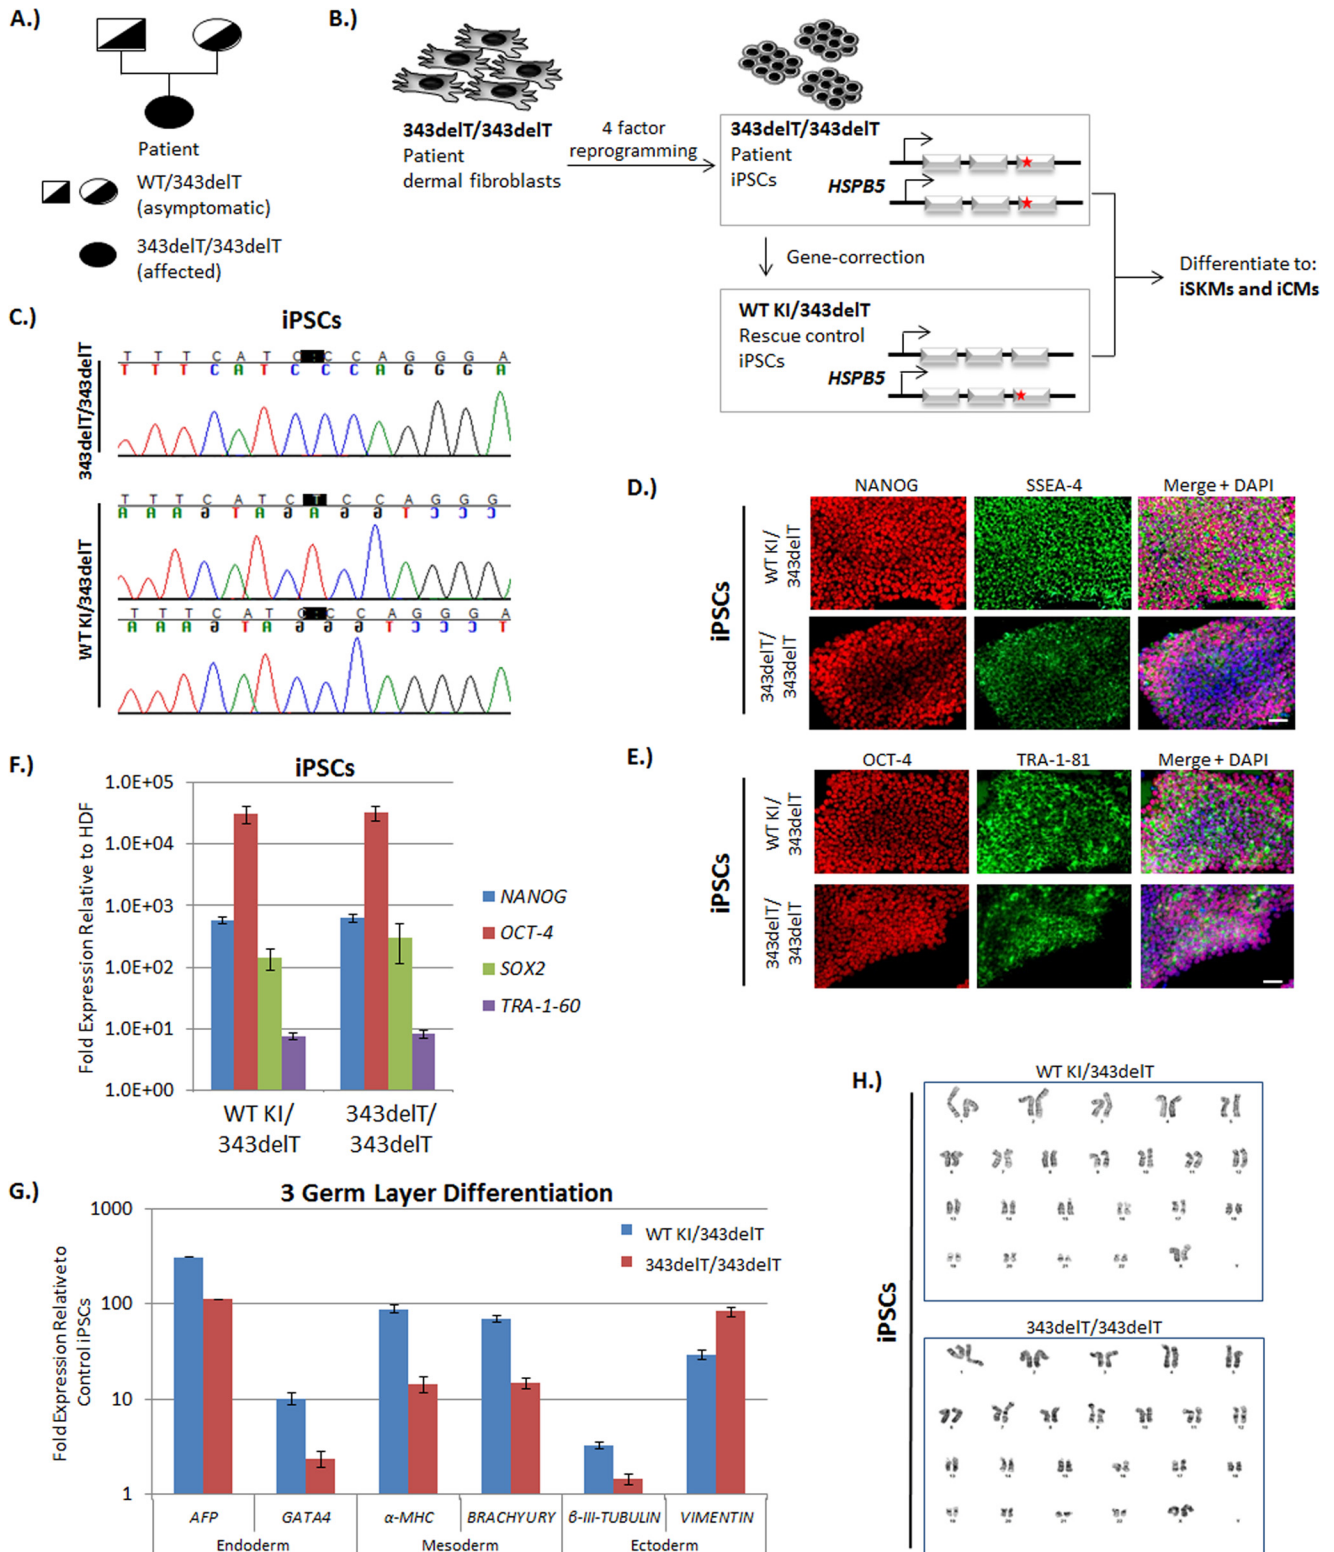 A.)
Patient
WT/343delT
(asymptomatic)
343delT/343delT
(affected)
B.)
343delT/343delT
Patient
dermal fibroblasts
4 factor
reprogramming
343delT/343delT
Patient
iPSCs
HSPB5
Gene-correction
WT KI/343delT
Rescue control
iPSCs
HSPB5
Differentiate to:
iSKMs and iCMs
C.)
iPSCs
343delT/343delT
T T T C A T C C C A G G G A
T T T C A T C C C A G G G A
WT KI/343delT
T T T C A T C T C C A G G G
A A A G T A G A G G T C C C
T T T C A T C C C A G G G A
A A A G T A G G G T C C C T
D.)
NANOG
SSEA-4
Merge + DAPI
iPSCs
WT KI/
343delT
343delT/
343delT
E.)
OCT-4
TRA-1-81
Merge + DAPI
iPSCs
WT KI/
343delT
343delT/
343delT
F.)
iPSCs
Fold Expression Relative to HDF
1.0E+05
1.0E+04
1.0E+03
1.0E+02
1.0E+01
1.0E+00
WT KI/
343delT
343delT/
343delT
NANOG
OCT-4
SOX2
TRA-1-60
G.)
3 Germ Layer Differentiation
Fold Expression Relative to
Control iPSCs
1000
100
10
1
WT KI/343delT
343delT/343delT
AFP
GATA4
α-MHC
BRACHYURY
β-III-TUBULIN
VIMENTIN
Endoderm
Mesoderm
Ectoderm
H.)
iPSCs
WT KI/343delT
343delT/343delT